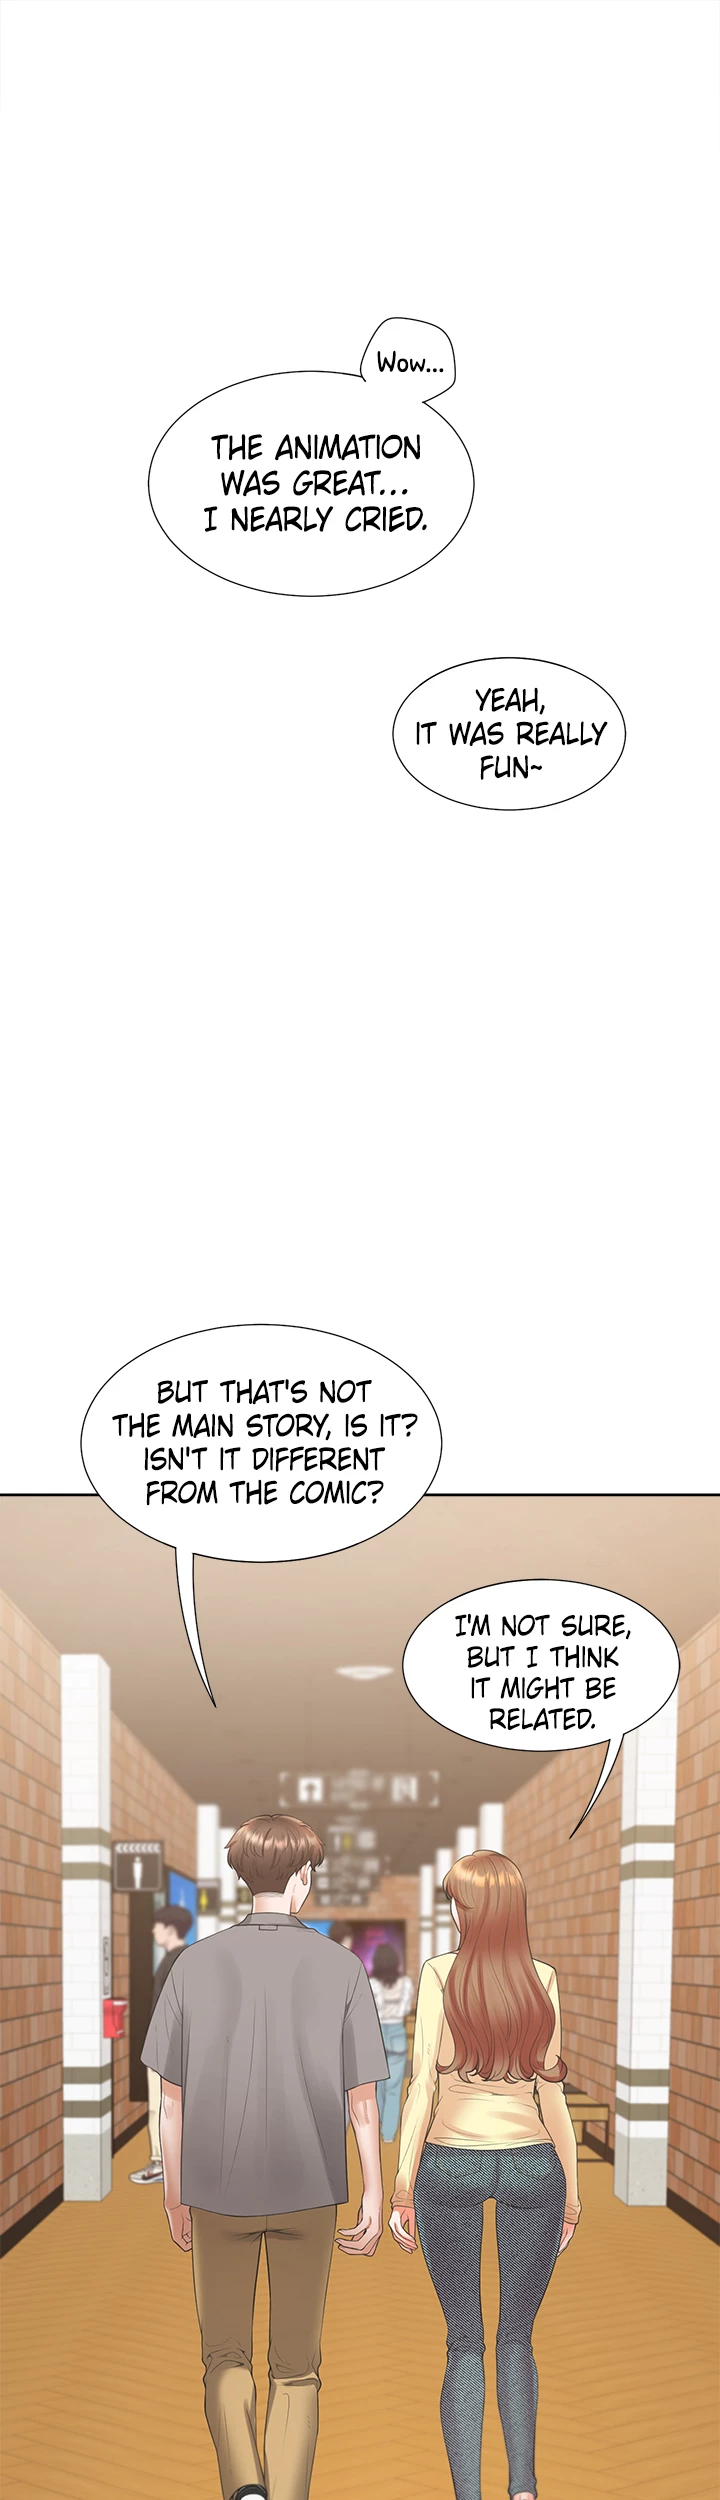 WOW...
THE ANIMATION
WAS GREAT...
I NEARLY CRIED.
YEAH,
IT WAS REALLY
FUN~
BUT THAT'S NOT
THE MAIN STORY, IS IT?
ISN'T IT DIFFERENT
FROM THE COMIC?
I'M NOT SURE,
BUT I THINK
IT MIGHT BE
RELATED.